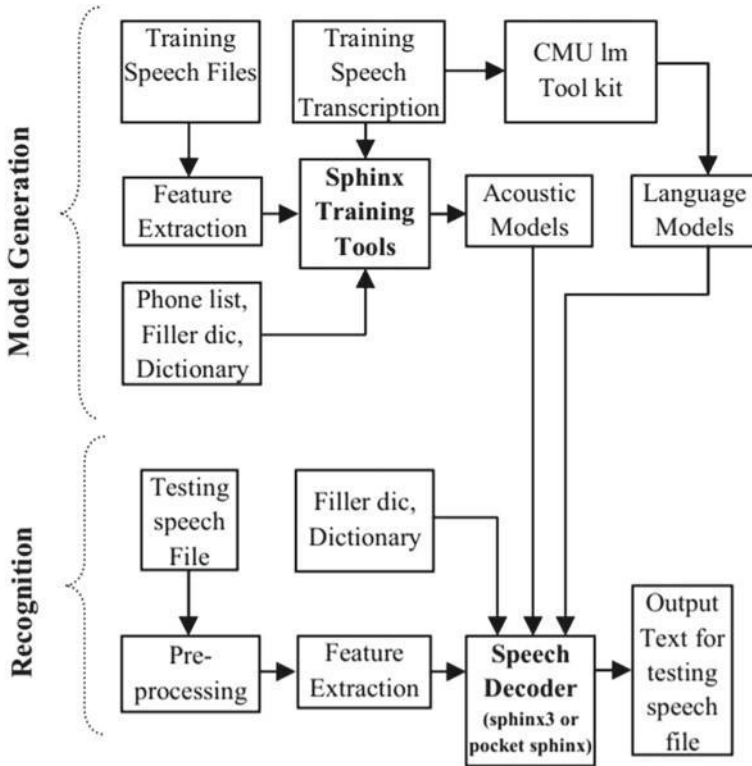 Training
Speech Files
Training
Speech
Transcription
CMU lm
Tool kit
Model Generation
Feature
Extraction
Sphinx
Training
Tools
Acoustic
Models
Language
Models
Phone list,
Filler dic,
Dictionary
Recognition
Testing
speech
File
Filler dic,
Dictionary
Pre-
processing
Feature
Extraction
Speech
Decoder
(sphinx3 or
pocket sphinx)
Output
Text for
testing
speech
file